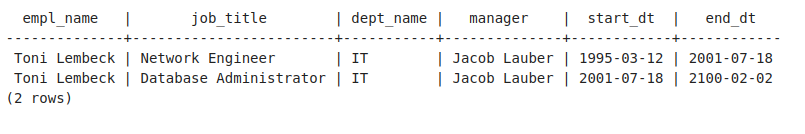 empl_name   |       job_title        | dept_name |   manager    |  start_dt  |   end_dt
--------------+------------------------+-----------+--------------+------------+------------
 Toni Lembeck | Network Engineer       | IT        | Jacob Lauber | 1995-03-12 | 2001-07-18
 Toni Lembeck | Database Administrator | IT        | Jacob Lauber | 2001-07-18 | 2100-02-02
(2 rows)